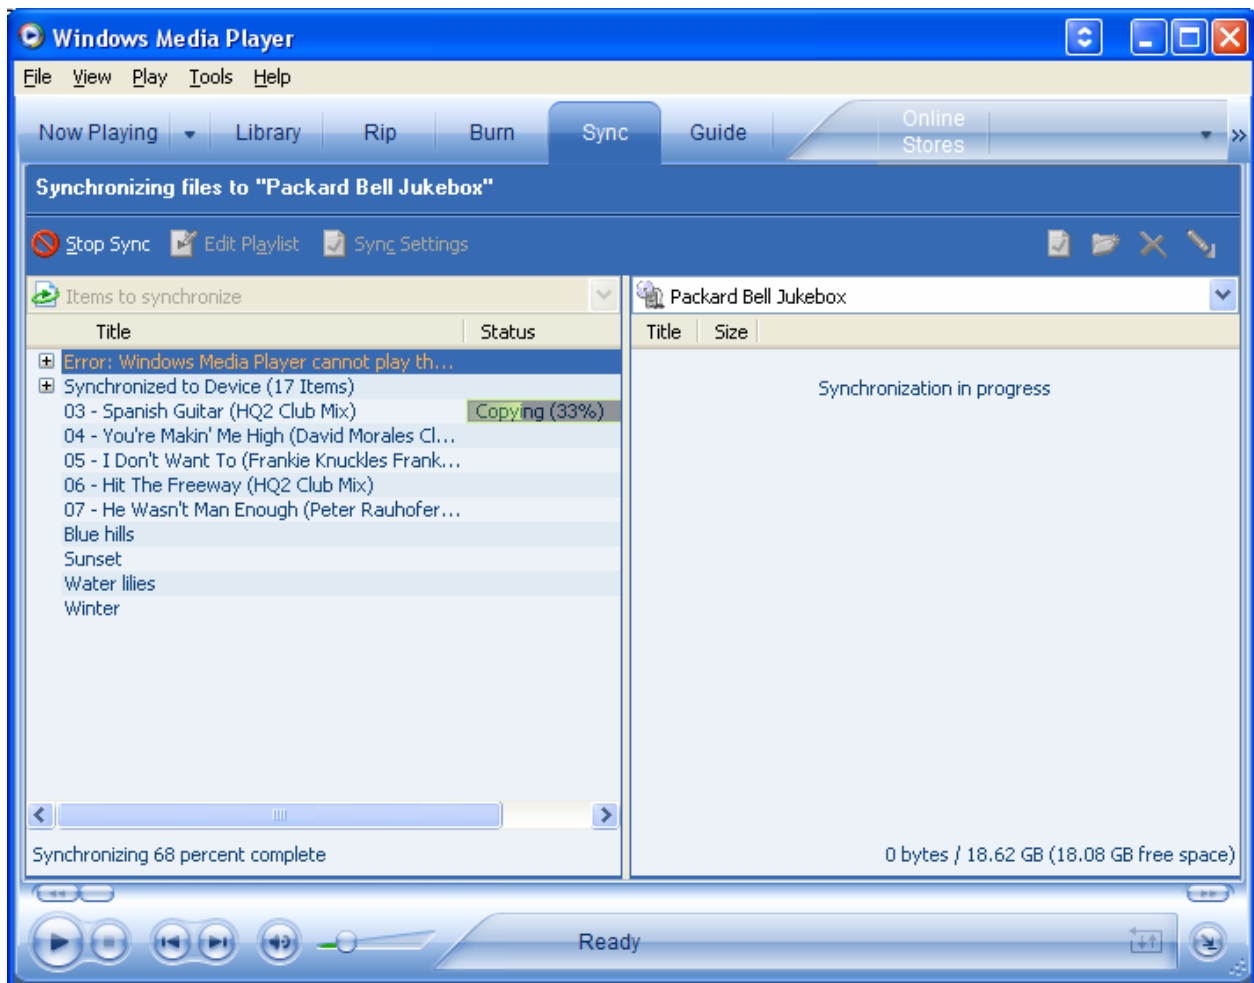 Windows Media Player
File View Play Tools Help
Now Playing Library Rip Burn Sync Guide Online Stores
Synchronizing files to "Packard Bell Jukebox"
Stop Sync Edit Playlist Sync Settings
Items to synchronize
Title Status
Error: Windows Media Player cannot play th...
Synchronized to Device (17 Items)
03 - Spanish Guitar (HQ2 Club Mix) Copying (33%)
04 - You're Makin' Me High (David Morales Cl...
05 - I Don't Want To (Frankie Knuckles Frank...
06 - Hit The Freeway (HQ2 Club Mix)
07 - He Wasn't Man Enough (Peter Rauhofer...
Blue hills
Sunset
Water lilies
Winter
Synchronizing 68 percent complete
Packard Bell Jukebox
Title Size
Synchronization in progress
0 bytes / 18.62 GB (18.08 GB free space)
Ready